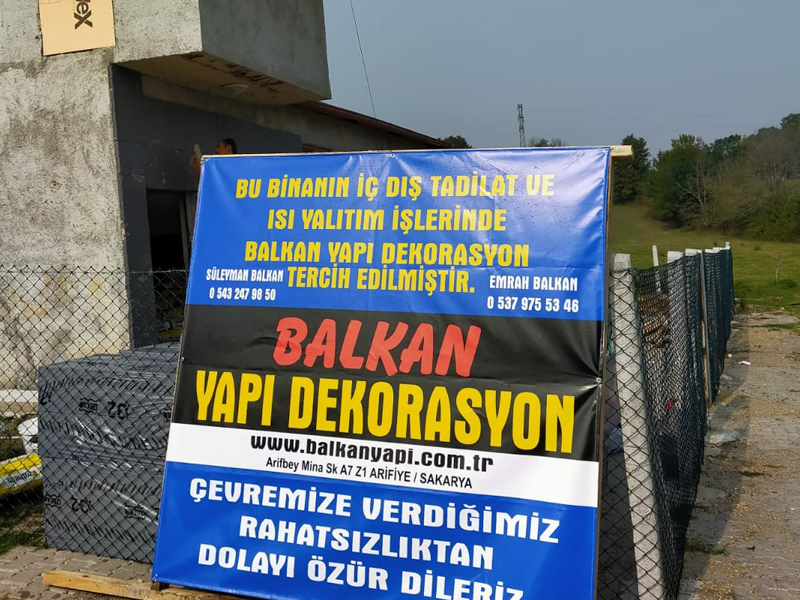 BU BİNANIN İÇ DIŞ TADİLAT VE
ISI YALITIM İŞLERİNDE
BALKAN YAPI DEKORASYON
TERCİH EDİLMİŞTİR.
SÜLEYMAN BALKAN
0 543 247 98 50
EMRAH BALKAN
0 537 975 53 46
BALKAN
YAPI DEKORASYON
www.balkanyapi.com.tr
Arifbey Mina Sk A7 Z1 ARİFİYE / SAKARYA
ÇEVREMİZE VERDİĞİMİZ
RAHATSIZLIKTAN
DOLAYI ÖZÜR DİLERİZ